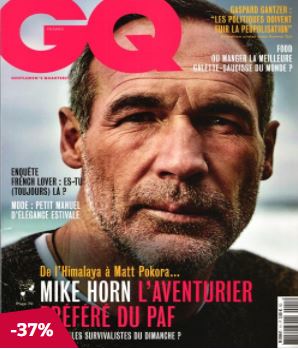 GQ
FRANCE
GASPARD GANTZER :
"LES POLITIQUES DOIVENT
FUIR LA PEOPOLISATION"
FOOD
OÙ MANGER LA MEILLEURE
GALETTE-SAUCISSE DU MONDE ?
ENQUÊTE
FRENCH LOVER : ES-TU
(TOUJOURS) LÀ ?
MODE : PETIT MANUEL
D'ÉLÉGANCE ESTIVALE
De l'Himalaya à Matt Pokora...
MIKE HORN L'AVENTURIER
PRÉFÉRÉ DU PAF
LES SURVIVALISTES DU DIMANCHE ?
-37%